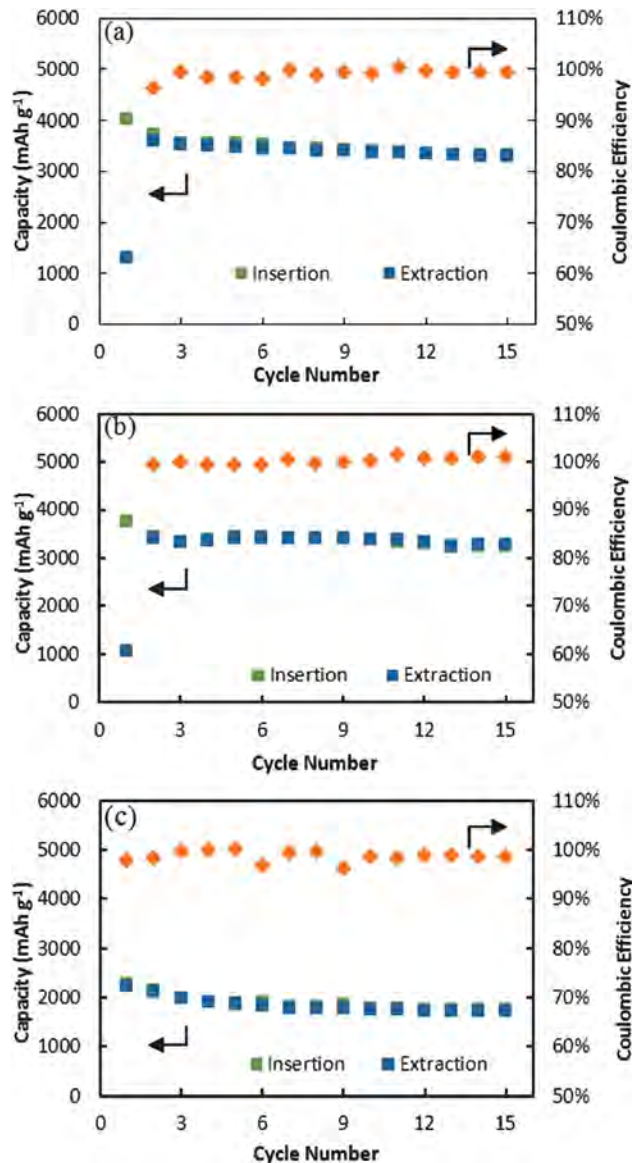 (a)
6000
5000
4000
3000
2000
1000
0
Capacity (mAh g⁻¹)
110%
100%
90%
80%
70%
60%
50%
Coulombic Efficiency
Insertion
Extraction
0 3 6 9 12 15
Cycle Number
(b)
6000
5000
4000
3000
2000
1000
0
Capacity (mAh g⁻¹)
110%
100%
90%
80%
70%
60%
50%
Coulombic Efficiency
Insertion
Extraction
0 3 6 9 12 15
Cycle Number
(c)
6000
5000
4000
3000
2000
1000
0
Capacity (mAh g⁻¹)
110%
100%
90%
80%
70%
60%
50%
Coulombic Efficiency
Insertion
Extraction
0 3 6 9 12 15
Cycle Number